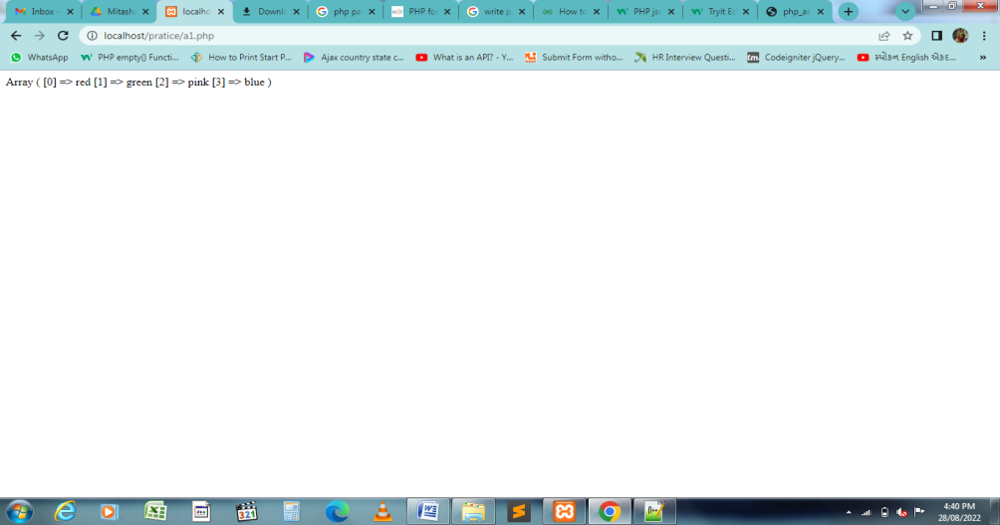 Inbox - Mitash localho Downlo php pa PHP fo write p How to PHP js Tryit Ed php_a
localhost/pratice/a1.php
WhatsApp PHP empty() Functi... How to Print Start P... Ajax country state c... What is an API? - Y... Submit Form witho... HR Interview Questi... Codeigniter jQuery... સ્પોકન English એકદ... »
Array ( [0] => red [1] => green [2] => pink [3] => blue )
4:40 PM
28/08/2022